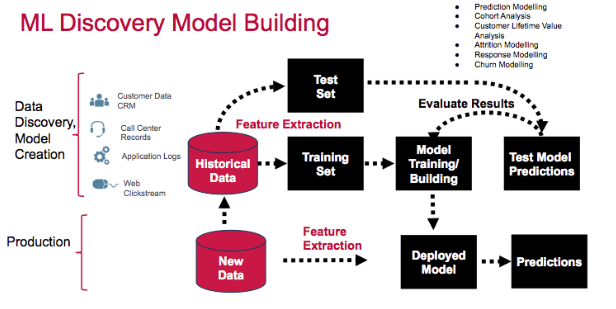 ML Discovery Model Building
• Prediction Modelling
• Cohort Analysis
• Customer Lifetime Value
Analysis
• Attrition Modelling
• Response Modelling
• Churn Modelling
Data
Discovery,
Model
Creation
Customer Data
CRM
Call Center
Records
Application Logs
Web
Clickstream
Test
Set
Evaluate Results
Feature Extraction
Historical
Data
Training
Set
Model
Training/
Building
Test Model
Predictions
Production
New
Data
Feature
Extraction
Deployed
Model
Predictions